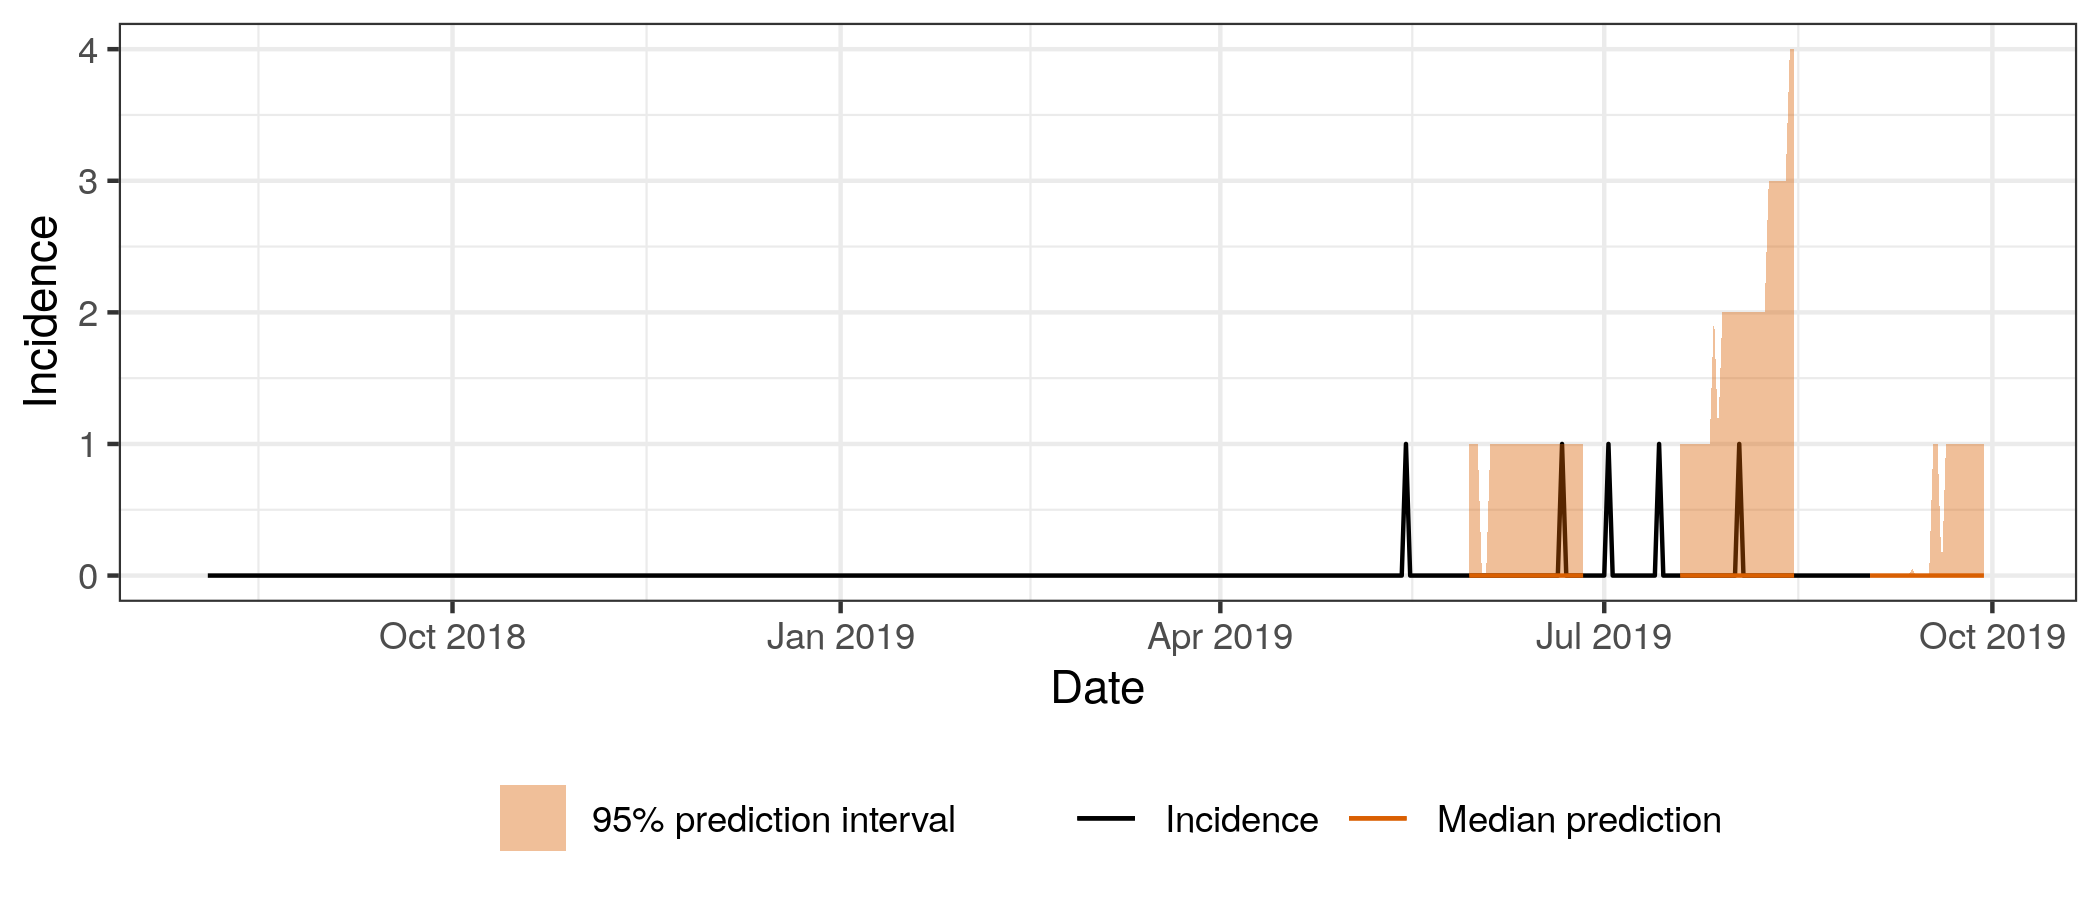 4
3
2
1
0
Incidence
Oct 2018 Jan 2019 Apr 2019 Jul 2019 Oct 2019
Date
95% prediction interval Incidence Median prediction